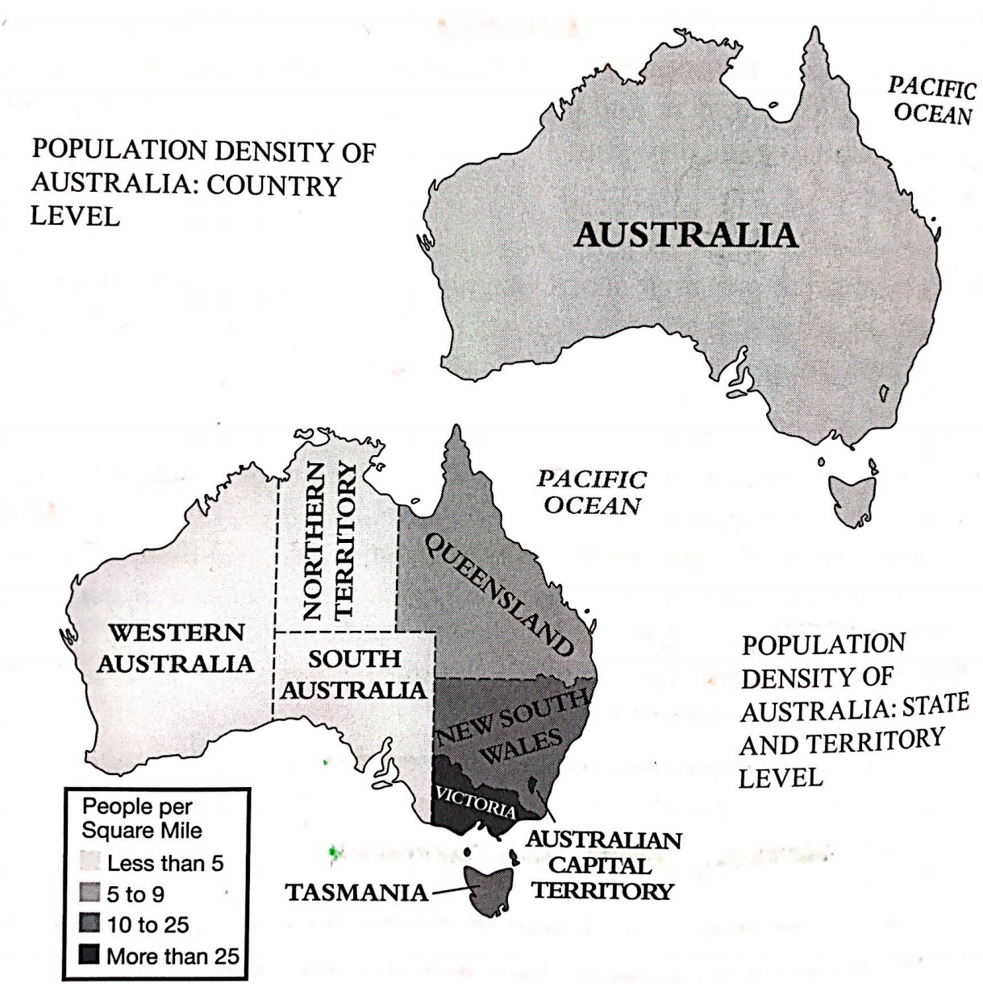 PACIFIC
OCEAN
POPULATION DENSITY OF
AUSTRALIA: COUNTRY
LEVEL
AUSTRALIA
PACIFIC
OCEAN
NORTHERN
TERRITORY
QUEENSLAND
WESTERN
AUSTRALIA
SOUTH
AUSTRALIA
NEW SOUTH
WALES
VICTORIA
AUSTRALIAN
CAPITAL
TERRITORY
TASMANIA
POPULATION
DENSITY OF
AUSTRALIA: STATE
AND TERRITORY
LEVEL
People per
Square Mile
Less than 5
5 to 9
10 to 25
More than 25